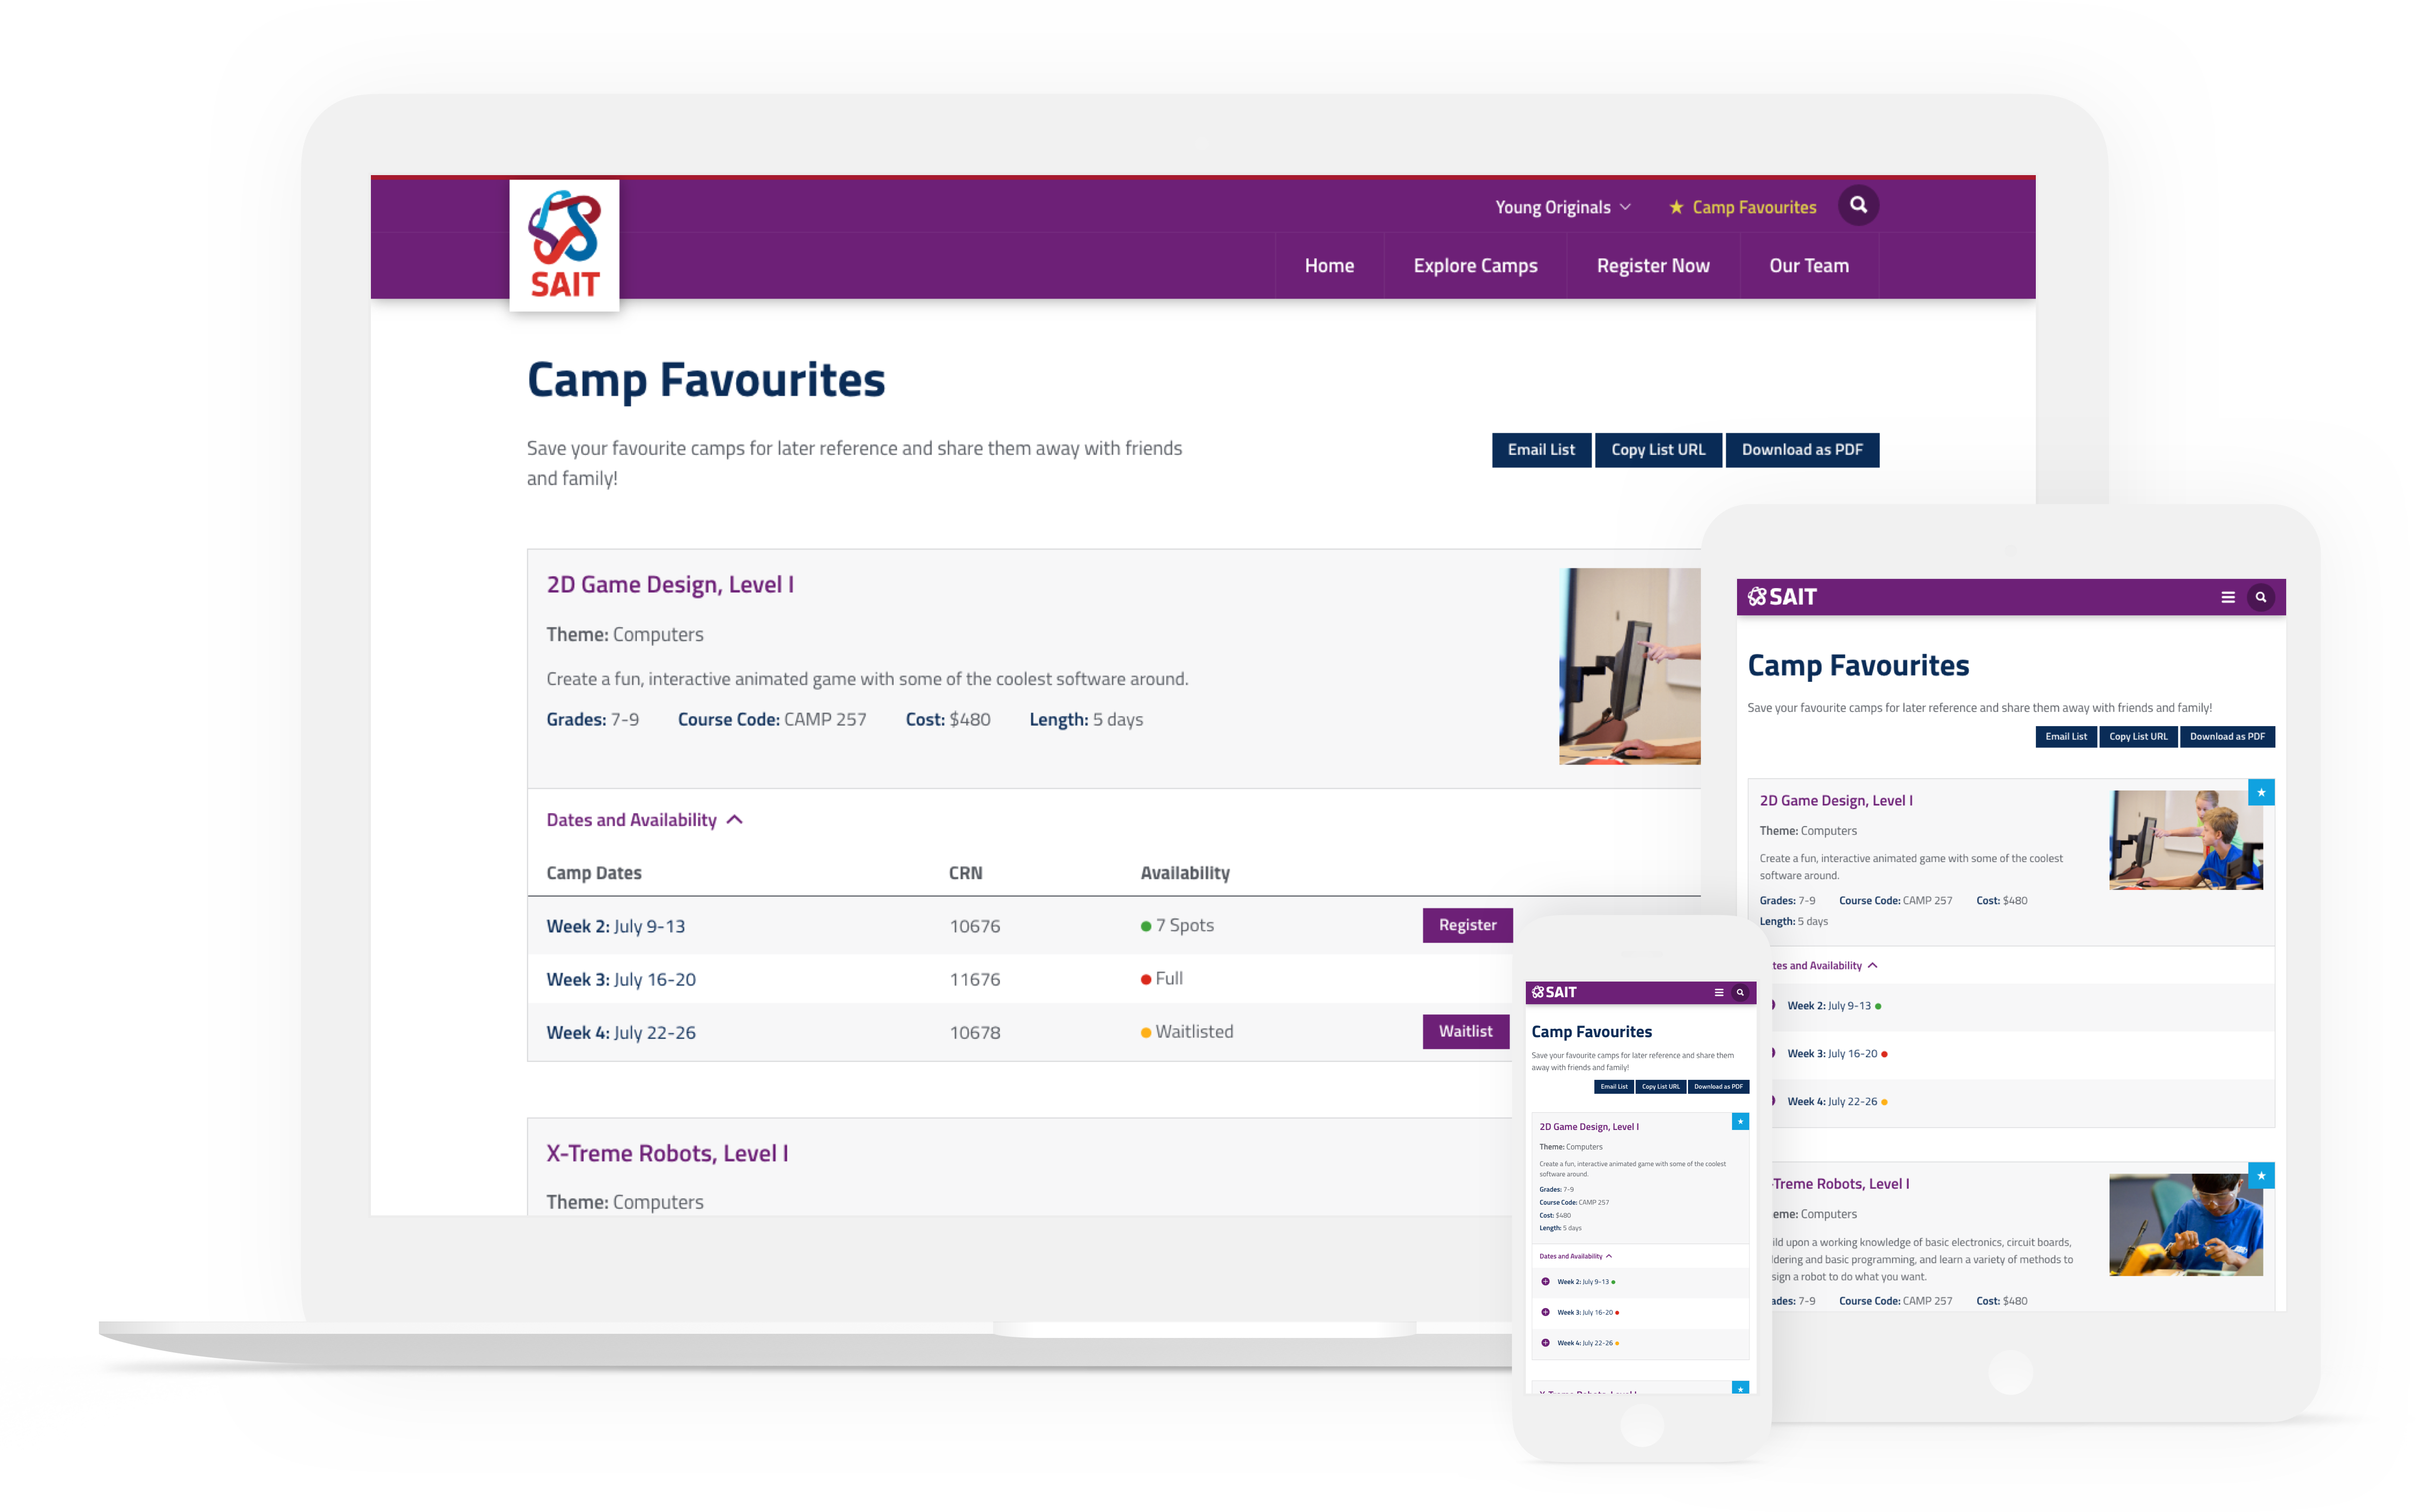 SAIT
Young Originals
Camp Favourites
Home
Explore Camps
Register Now
Our Team
Camp Favourites
Save your favourite camps for later reference and share them away with friends
and family!
Email List
Copy List URL
Download as PDF
2D Game Design, Level I
Theme: Computers
Create a fun, interactive animated game with some of the coolest software around.
Grades: 7-9 Course Code: CAMP 257 Cost: $480 Length: 5 days
Dates and Availability
Camp Dates CRN Availability
Week 2: July 9-13 10676 7 Spots Register
Week 3: July 16-20 11676 Full
Week 4: July 22-26 10678 Waitlisted Waitlist
X-Treme Robots, Level I
Theme: Computers
SAIT
Camp Favourites
Save your favourite camps for later reference and share them away with friends and family!
Email List
Copy List URL
Download as PDF
2D Game Design, Level I
Theme: Computers
Create a fun, interactive animated game with some of the coolest
software around.
Grades: 7-9 Course Code: CAMP 257 Cost: $480
Length: 5 days
tes and Availability
Week 2: July 9-13
Week 3: July 16-20
Week 4: July 22-26
-Treme Robots, Level I
eme: Computers
ild upon a working knowledge of basic electronics, circuit boards,
ldering and basic programming, and learn a variety of methods to
sign a robot to do what you want.
ades: 7-9 Course Code: CAMP 257 Cost: $480
SAIT
Camp Favourites
Save your favourite camps for later reference and share them
away with friends and family!
Email List
Copy List URL
Download as PDF
2D Game Design, Level I
Theme: Computers
Create a fun, interactive animated game with some of the coolest
software around.
Grades: 7-9
Course Code: CAMP 257
Cost: $480
Length: 5 days
Dates and Availability
Week 2: July 9-13
Week 3: July 16-20
Week 4: July 22-26